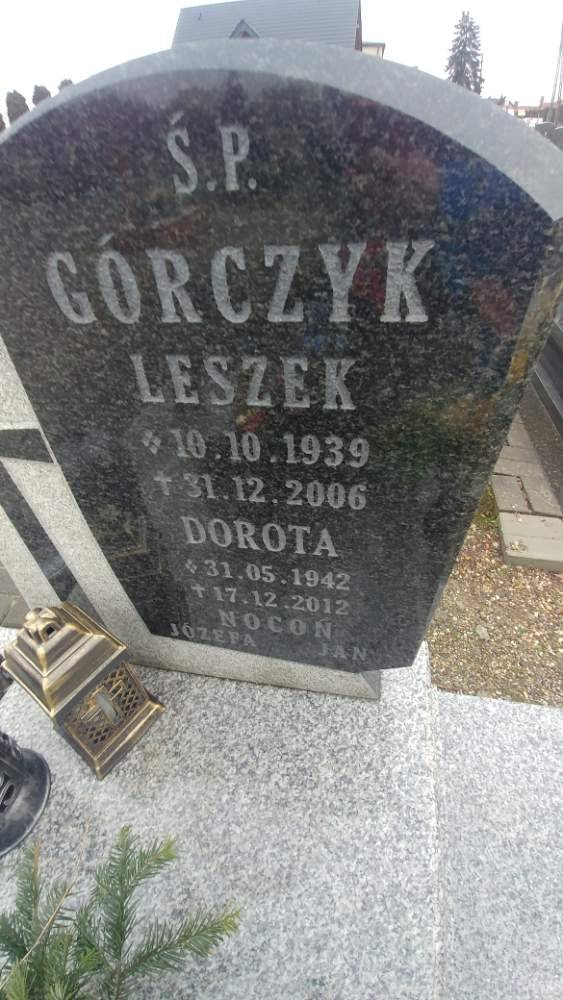 Ś.P.
GÓRCZYK
LESZEK
10.10.1939
† 31.12.2006
DOROTA
31.05.1942
† 17.12.2012
NOCOŃ
JÓZEFA JAN